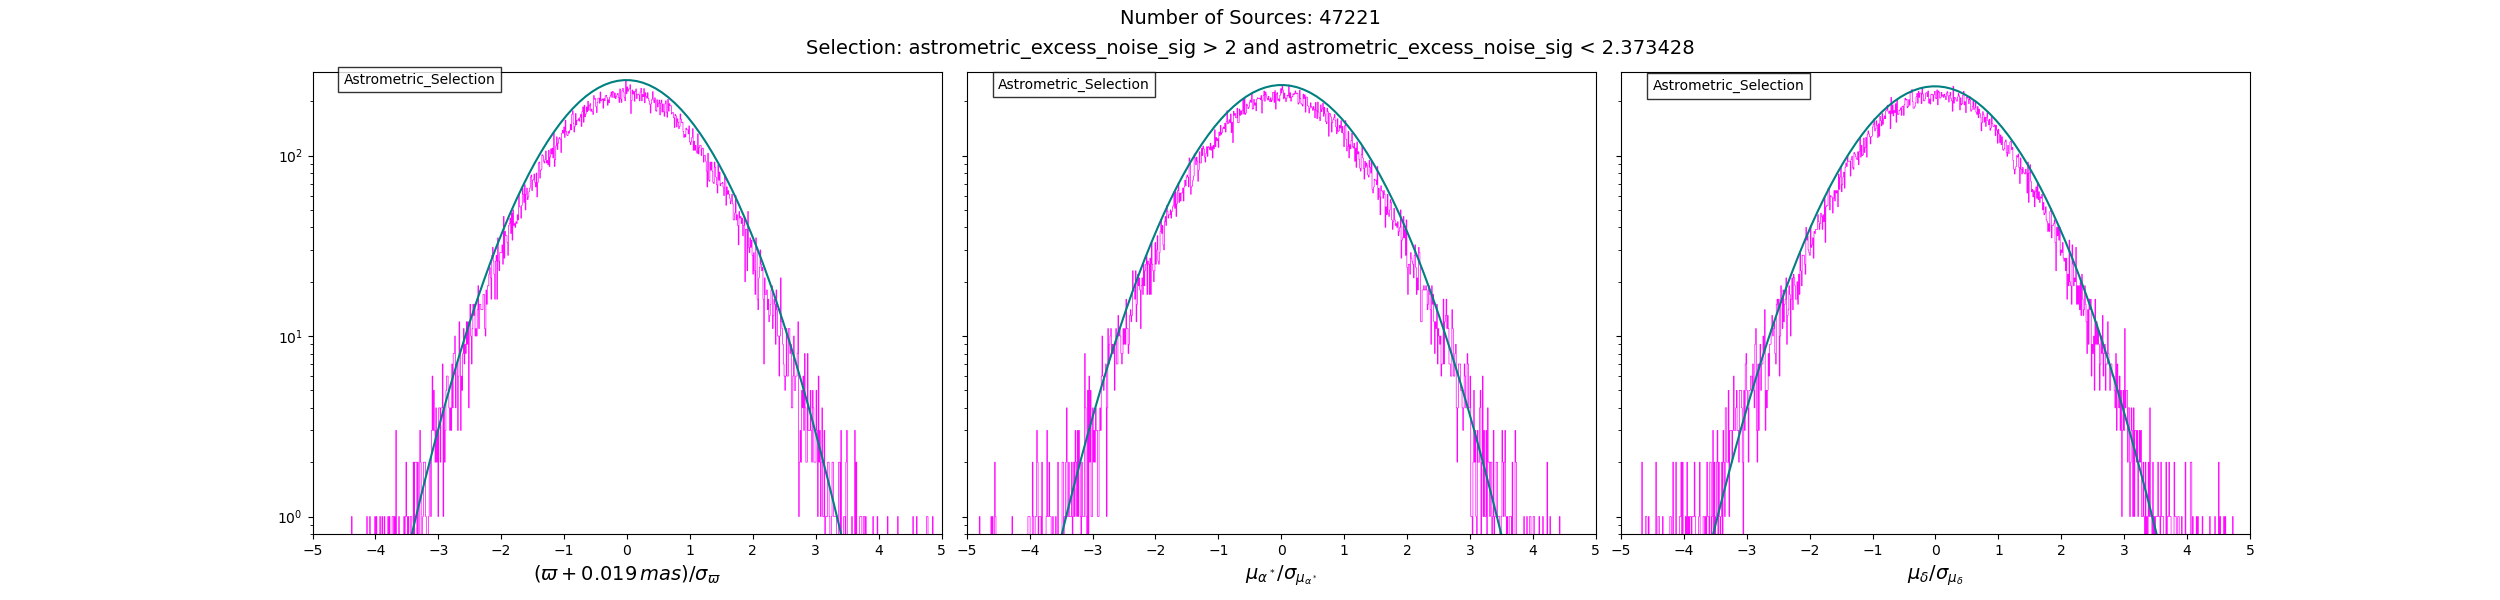 Number of Sources: 47221
Selection: astrometric_excess_noise_sig > 2 and astrometric_excess_noise_sig < 2.373428
Astrometric_Selection
Astrometric_Selection
Astrometric_Selection
10²
10¹
10⁰
−5 −4 −3 −2 −1 0 1 2 3 4 5
−5 −4 −3 −2 −1 0 1 2 3 4 5
−5 −4 −3 −2 −1 0 1 2 3 4 5
(ϖ + 0.019 mas)/σ_ϖ
μ_α*/σ_μ_α*
μ_δ/σ_μ_δ